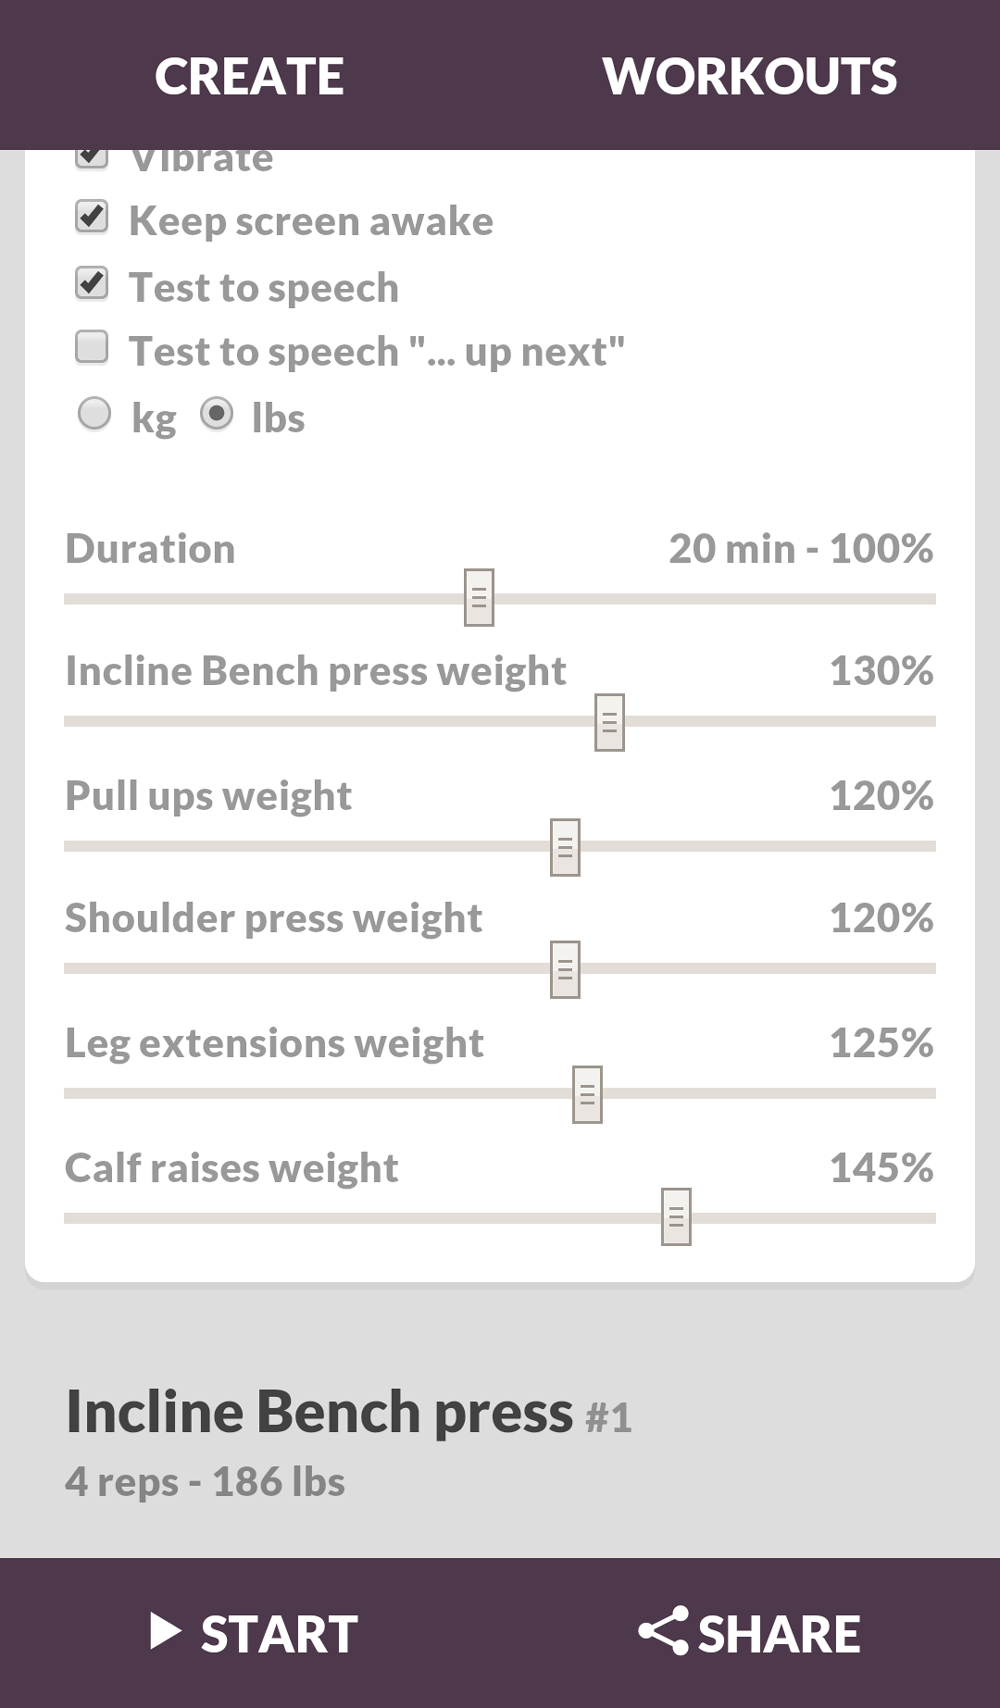 CREATE WORKOUTS
Vibrate
Keep screen awake
Test to speech
Test to speech "... up next"
kg lbs
Duration 20 min - 100%
Incline Bench press weight 130%
Pull ups weight 120%
Shoulder press weight 120%
Leg extensions weight 125%
Calf raises weight 145%
Incline Bench press #1
4 reps - 186 lbs
START SHARE